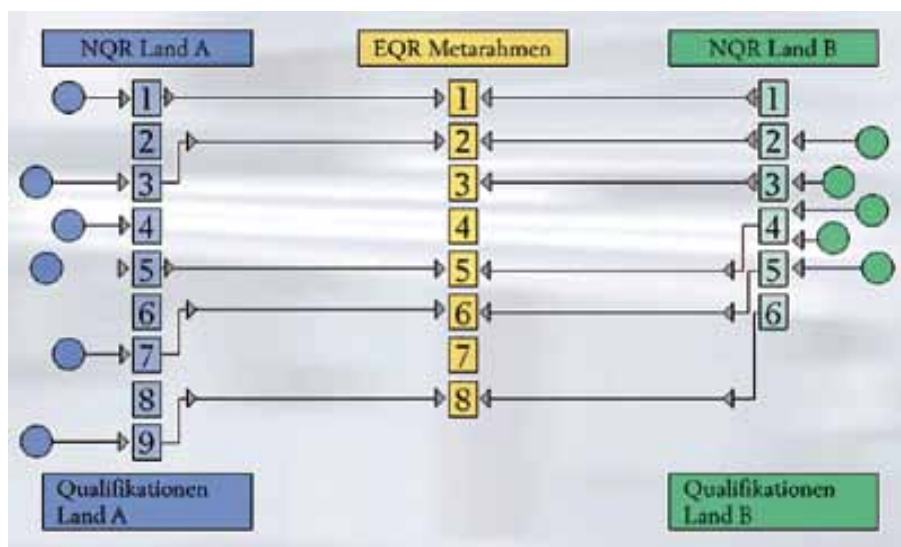 NQR Land A
EQR Metarahmen
NQR Land B
1 1 1
2 2 2
3 3 3
4 4 4
5 5 5
6 6 6
7 7
8 8
9
Qualifikationen
Land A
Qualifikationen
Land B